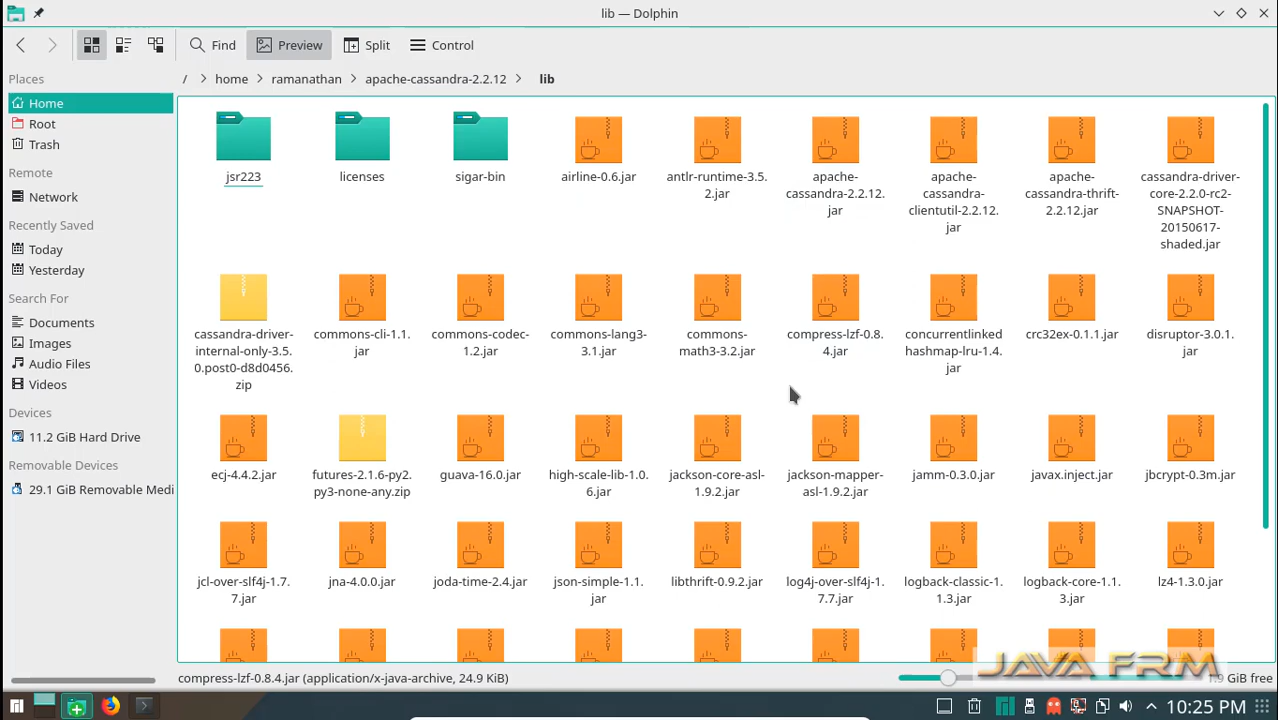 lib — Dolphin
Find
Preview
Split
Control
Places
/ > home > ramanathan > apache-cassandra-2.2.12 > lib
Home
Root
Trash
Remote
Network
Recently Saved
Today
Yesterday
Search For
Documents
Images
Audio Files
Videos
Devices
11.2 GiB Hard Drive
Removable Devices
29.1 GiB Removable Medi
jsr223
licenses
sigar-bin
airline-0.6.jar
antlr-runtime-3.5.
2.jar
apache-
cassandra-2.2.12.
jar
apache-
cassandra-
clientutil-2.2.12.
jar
apache-
cassandra-thrift-
2.2.12.jar
cassandra-driver-
core-2.2.0-rc2-
SNAPSHOT-
20150617-
shaded.jar
cassandra-driver-
internal-only-3.5.
0.post0-d8d0456.
zip
commons-cli-1.1.
jar
commons-codec-
1.2.jar
commons-lang3-
3.1.jar
commons-
math3-3.2.jar
compress-lzf-0.8.
4.jar
concurrentlinked
hashmap-lru-1.4.
jar
crc32ex-0.1.1.jar
disruptor-3.0.1.
jar
ecj-4.4.2.jar
futures-2.1.6-py2.
py3-none-any.zip
guava-16.0.jar
high-scale-lib-1.0.
6.jar
jackson-core-asl-
1.9.2.jar
jackson-mapper-
asl-1.9.2.jar
jamm-0.3.0.jar
javax.inject.jar
jbcrypt-0.3m.jar
jcl-over-slf4j-1.7.
7.jar
jna-4.0.0.jar
joda-time-2.4.jar
json-simple-1.1.
jar
libthrift-0.9.2.jar
log4j-over-slf4j-1.
7.7.jar
logback-classic-1.
1.3.jar
logback-core-1.1.
3.jar
lz4-1.3.0.jar
JAVA FRM
compress-lzf-0.8.4.jar (application/x-java-archive, 24.9 KiB)
1.9 GiB free
10:25 PM